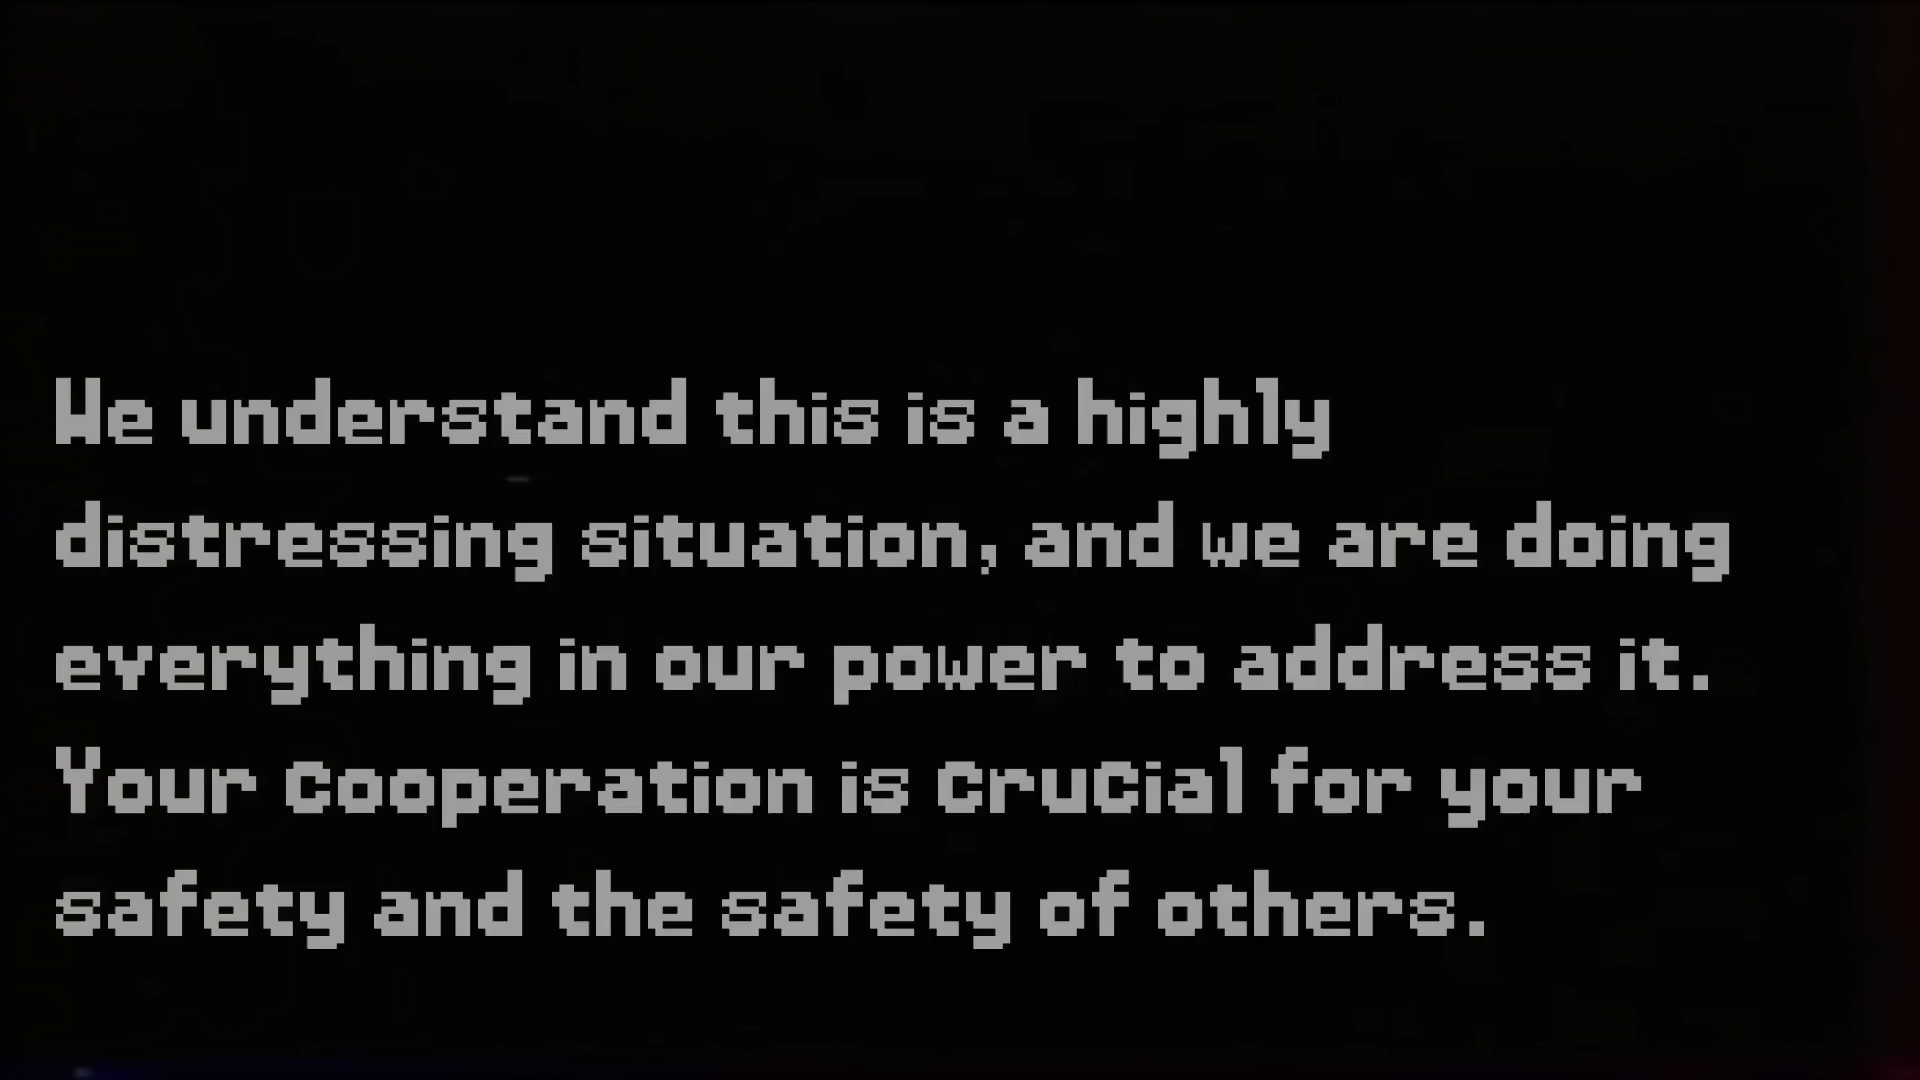 We understand this is a highly
distressing situation, and we are doing
everything in our power to address it.
Your cooperation is crucial for your
safety and the safety of others.